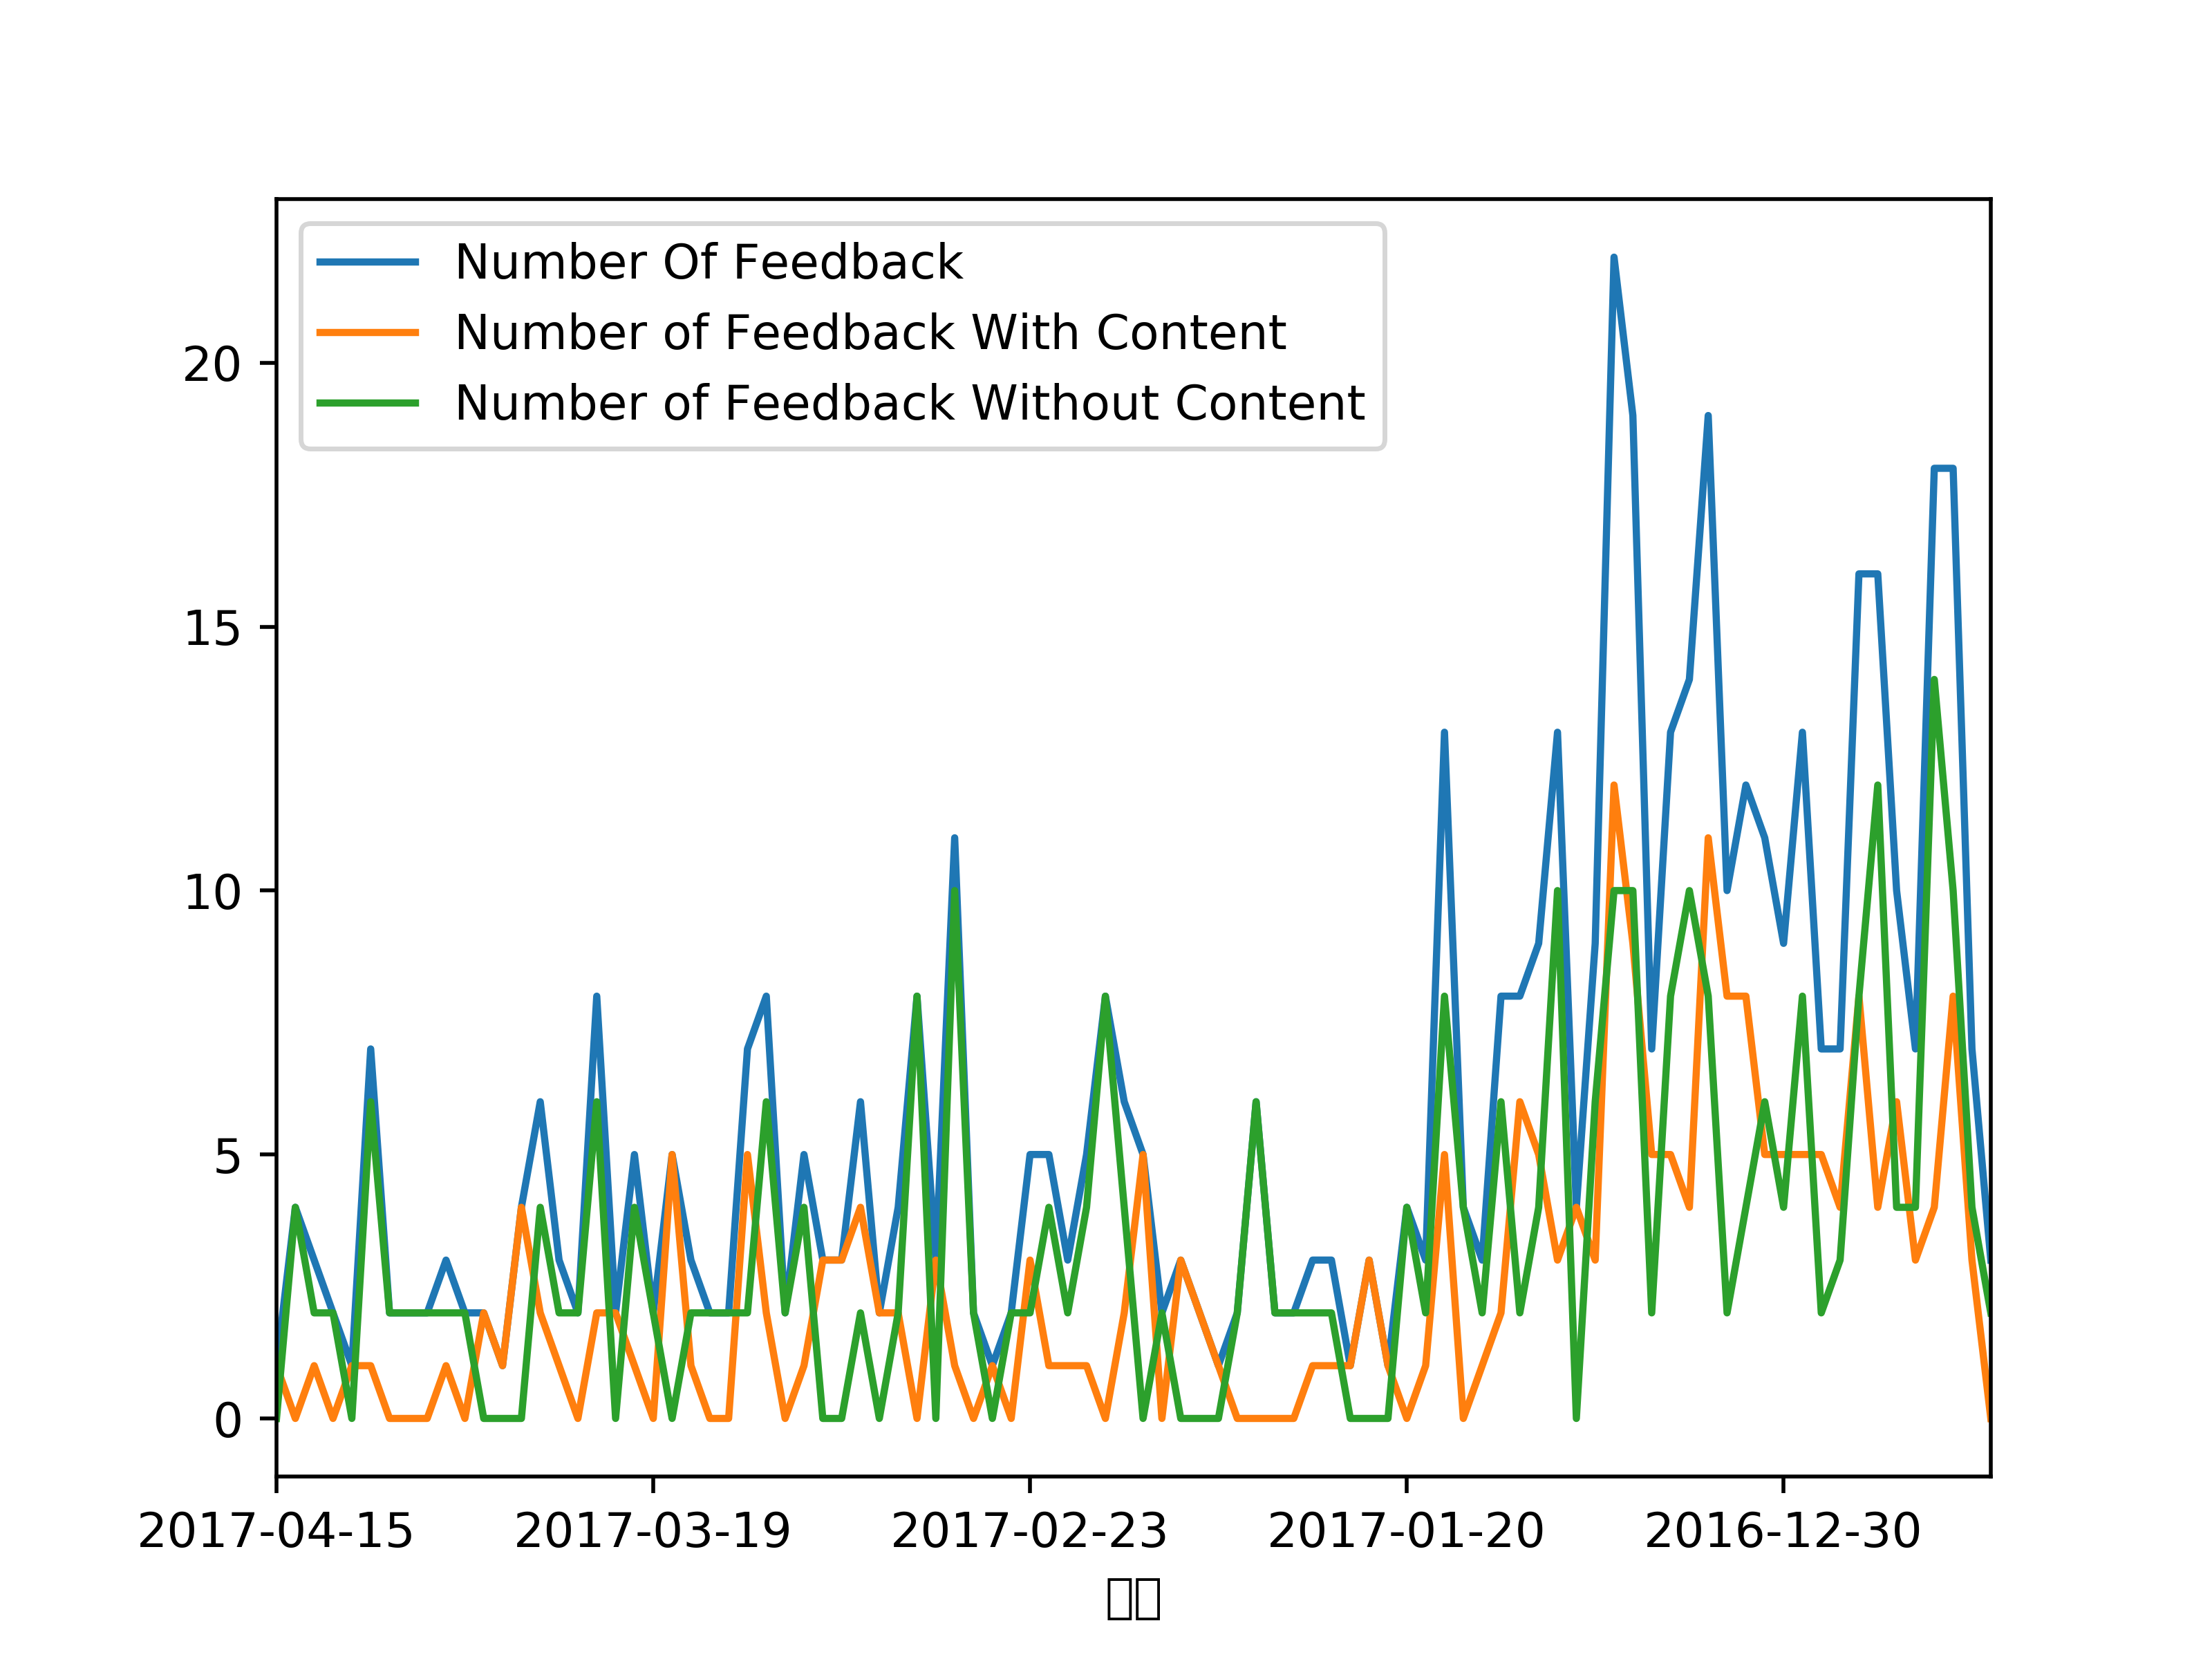 Number Of Feedback
Number of Feedback With Content
Number of Feedback Without Content
20
15
10
5
0
2017-04-15 2017-03-19 2017-02-23 2017-01-20 2016-12-30